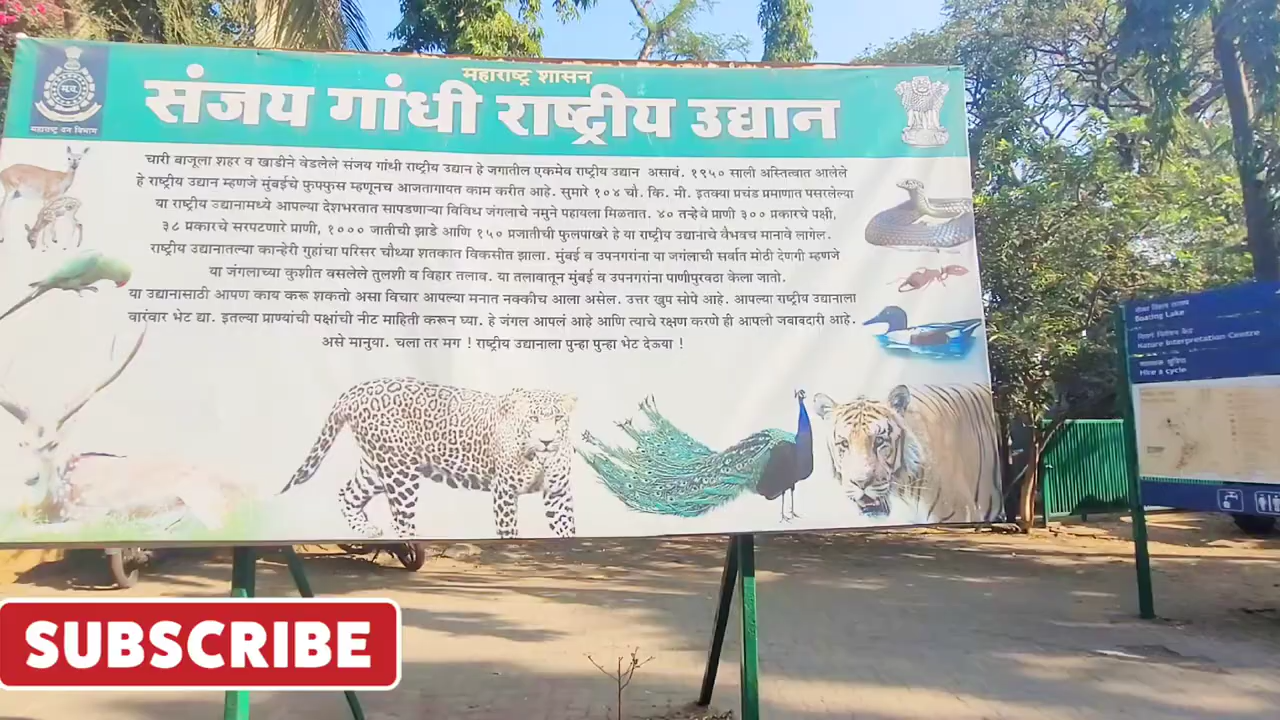 महाराष्ट्र शासन
संजय गांधी राष्ट्रीय उद्यान
महाराष्ट्र वन विभाग
चारी बाजूला शहर व खाडीने वेढलेले संजय गांधी राष्ट्रीय उद्यान हे जगातील एकमेव राष्ट्रीय उद्यान असावं. १९५० साली अस्तित्वात आलेले
हे राष्ट्रीय उद्यान म्हणजे मुंबईचे फुफ्फुस म्हणूनच आजतागायत काम करीत आहे. सुमारे १०४ चौ. कि. मी. इतक्या प्रचंड प्रमाणात पसरलेल्या
या राष्ट्रीय उद्यानामध्ये आपल्या देशभरतात सापडणाऱ्या विविध जंगलाचे नमुने पहायला मिळतात. ४० तऱ्हेचे प्राणी ३०० प्रकारचे पक्षी,
३८ प्रकारचे सरपटणारे प्राणी, १००० जातीची झाडे आणि १५० प्रजातीची फुलपाखरे हे या राष्ट्रीय उद्यानाचे वैभवच मानावे लागेल.
राष्ट्रीय उद्यानातल्या कान्हेरी गुहांचा परिसर चौथ्या शतकात विकसीत झाला. मुंबई व उपनगरांना या जगंलाची सर्वात मोठी देणगी म्हणजे
या जंगलाच्या कुशीत वसलेले तुलशी व विहार तलाव. या तलावातून मुंबई व उपनगरांना पाणीपुरवठा केला जातो.
या उद्यानासाठी आपण काय करू शकतो असा विचार आपल्या मनात नक्कीच आला असेल. उत्तर खुप सोपे आहे. आपल्या राष्ट्रीय उद्यानाला
वारंवार भेट द्या. इतल्या प्राण्यांची पक्षांची नीट माहिती करून घ्या. हे जंगल आपलं आहे आणि त्याचे रक्षण करणे ही आपली जबाबदारी आहे.
असे मानुया. चला तर मग ! राष्ट्रीय उद्यानाला पुन्हा पुन्हा भेट देऊया !
Boating Lake
Nature Interpretation Centre
Hire a cycle
SUBSCRIBE